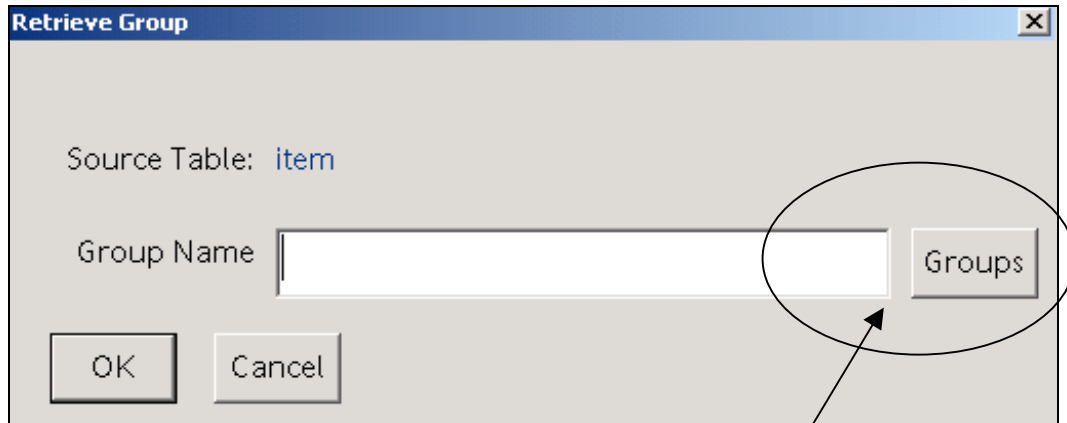 Retrieve Group
Source Table: item
Group Name
Groups
OK
Cancel